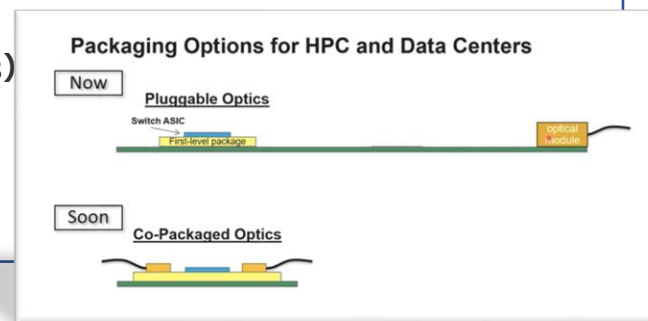 s)
Packaging Options for HPC and Data Centers
Now
Pluggable Optics
Switch ASIC
First-level package
optical
module
Soon
Co-Packaged Optics